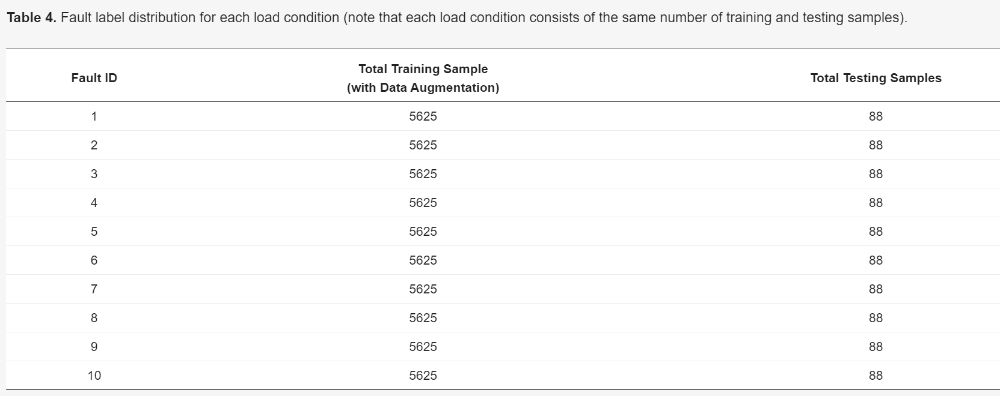 Table 4. Fault label distribution for each load condition (note that each load condition consists of the same number of training and testing samples).
Fault ID
Total Training Sample
(with Data Augmentation)
Total Testing Samples
1 5625 88
2 5625 88
3 5625 88
4 5625 88
5 5625 88
6 5625 88
7 5625 88
8 5625 88
9 5625 88
10 5625 88